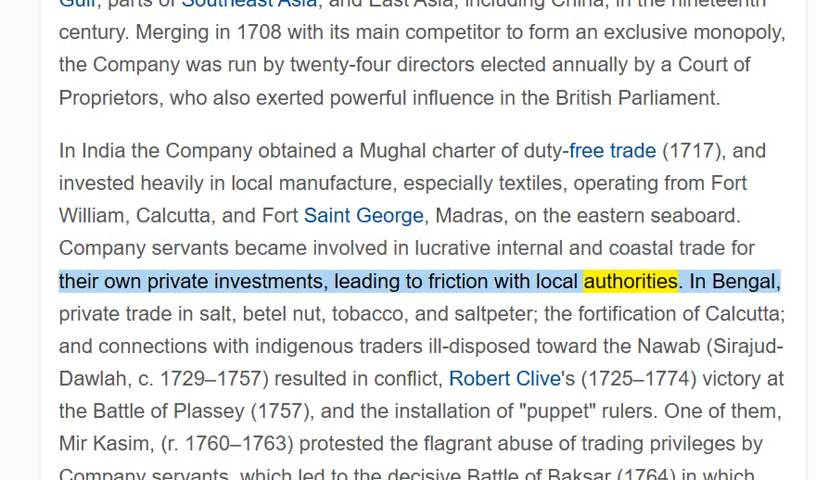 Gulf, parts of Southeast Asia, and East Asia, including China, in the nineteenth
century. Merging in 1708 with its main competitor to form an exclusive monopoly,
the Company was run by twenty-four directors elected annually by a Court of
Proprietors, who also exerted powerful influence in the British Parliament.
In India the Company obtained a Mughal charter of duty-free trade (1717), and
invested heavily in local manufacture, especially textiles, operating from Fort
William, Calcutta, and Fort Saint George, Madras, on the eastern seaboard.
Company servants became involved in lucrative internal and coastal trade for
their own private investments, leading to friction with local authorities. In Bengal,
private trade in salt, betel nut, tobacco, and saltpeter; the fortification of Calcutta;
and connections with indigenous traders ill-disposed toward the Nawab (Sirajud-
Dawlah, c. 1729–1757) resulted in conflict, Robert Clive's (1725–1774) victory at
the Battle of Plassey (1757), and the installation of "puppet" rulers. One of them,
Mir Kasim, (r. 1760–1763) protested the flagrant abuse of trading privileges by
Company servants, which led to the decisive Battle of Baksar (1764) in which